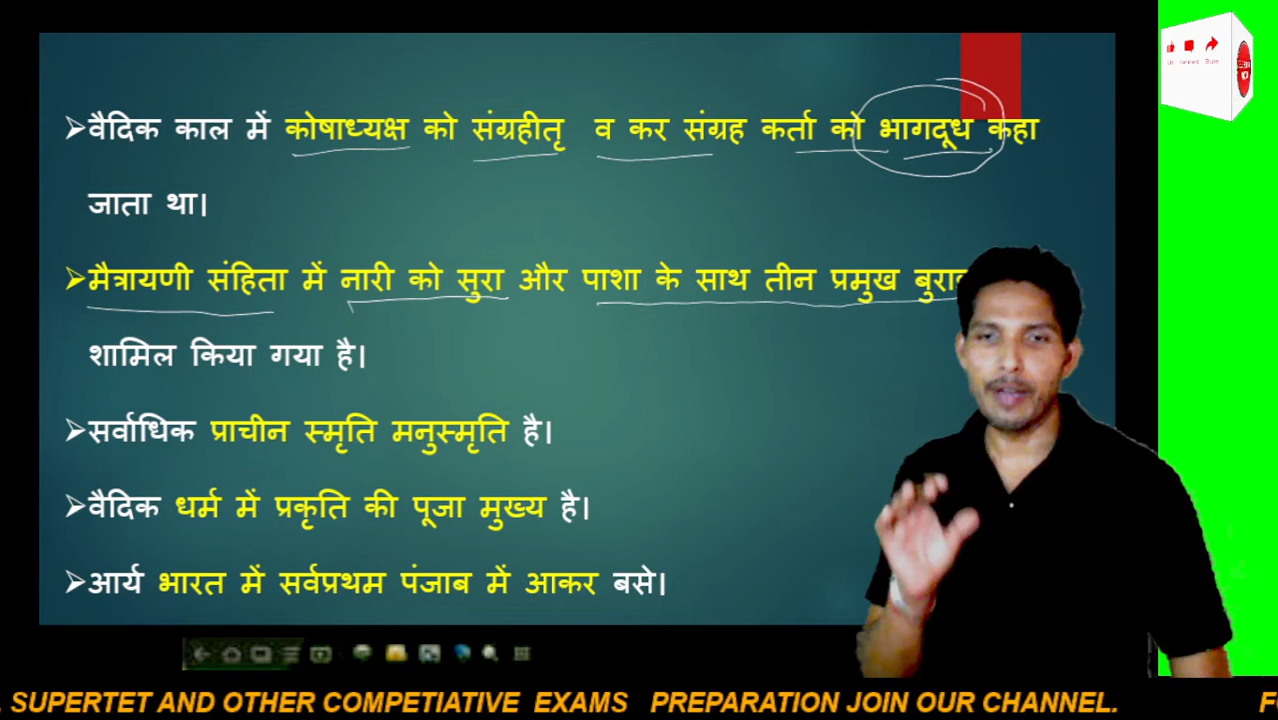 ➢वैदिक काल में कोषाध्यक्ष को संग्रहीतृ व कर संग्रह कर्ता को भागदूध कहा
जाता था।
➢मैत्रायणी संहिता में नारी को सुरा और पाशा के साथ तीन प्रमुख
शामिल किया गया है।
➢सर्वाधिक प्राचीन स्मृति मनुस्मृति है।
➢वैदिक धर्म में प्रकृति की पूजा मुख्य है।
➢आर्य भारत में सर्वप्रथम पंजाब में आकर बसे।
. SUPERTET AND OTHER COMPETIATIVE EXAMS PREPARATION JOIN OUR CHANNEL.